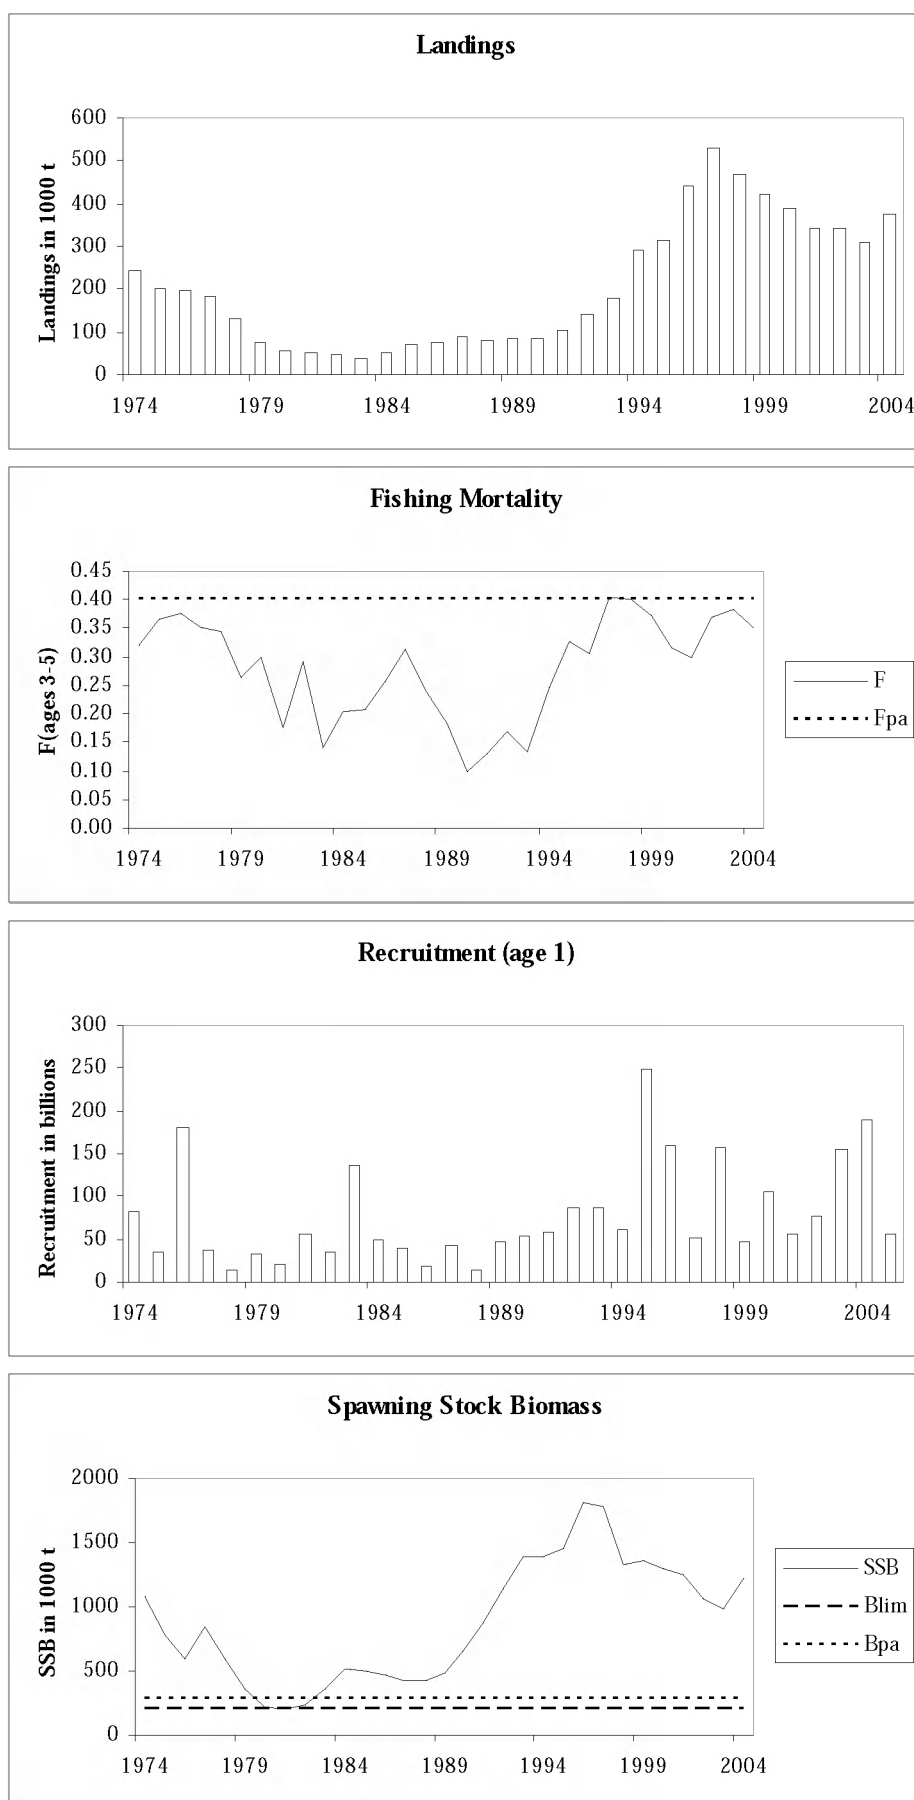 Landings
Landings in 1000 t
600
500
400
300
200
100
0
1974 1979 1984 1989 1994 1999 2004
Fishing Mortality
F(ages 3-5)
0.45
0.40
0.35
0.30
0.25
0.20
0.15
0.10
0.05
0.00
1974 1979 1984 1989 1994 1999 2004
F
Fpa
Recruitment (age 1)
Recruitment in billions
300
250
200
150
100
50
0
1974 1979 1984 1989 1994 1999 2004
Spawning Stock Biomass
SSB in 1000 t
2000
1500
1000
500
0
1974 1979 1984 1989 1994 1999 2004
SSB
Blim
Bpa